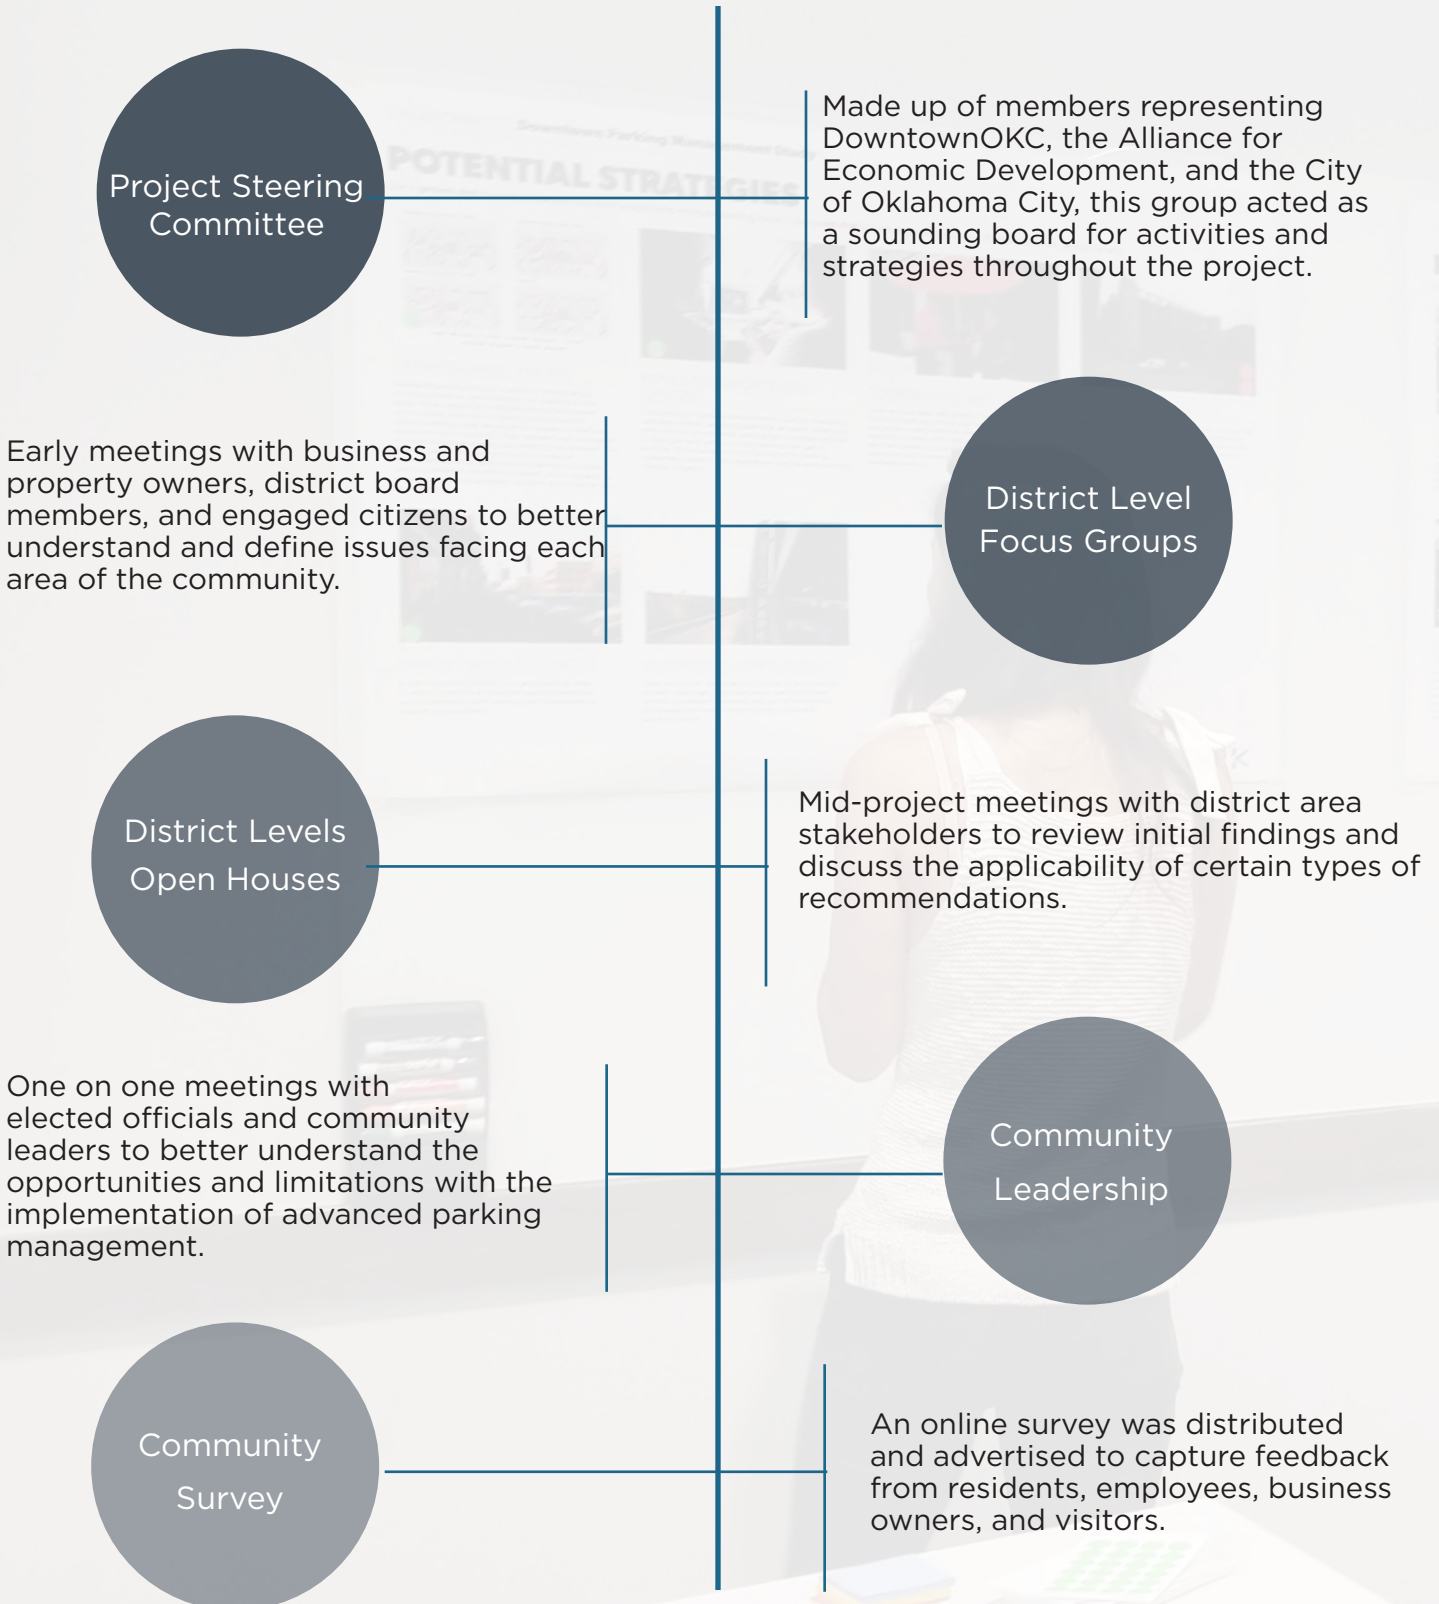 Project Steering
Committee
Made up of members representing
DowntownOKC, the Alliance for
Economic Development, and the City
of Oklahoma City, this group acted as
a sounding board for activities and
strategies throughout the project.
Downtown Parking Management Study
POTENTIAL STRATEGIES
Early meetings with business and
property owners, district board
members, and engaged citizens to better
understand and define issues facing each
area of the community.
District Level
Focus Groups
District Levels
Open Houses
Mid-project meetings with district area
stakeholders to review initial findings and
discuss the applicability of certain types of
recommendations.
One on one meetings with
elected officials and community
leaders to better understand the
opportunities and limitations with the
implementation of advanced parking
management.
Community
Leadership
Community
Survey
An online survey was distributed
and advertised to capture feedback
from residents, employees, business
owners, and visitors.